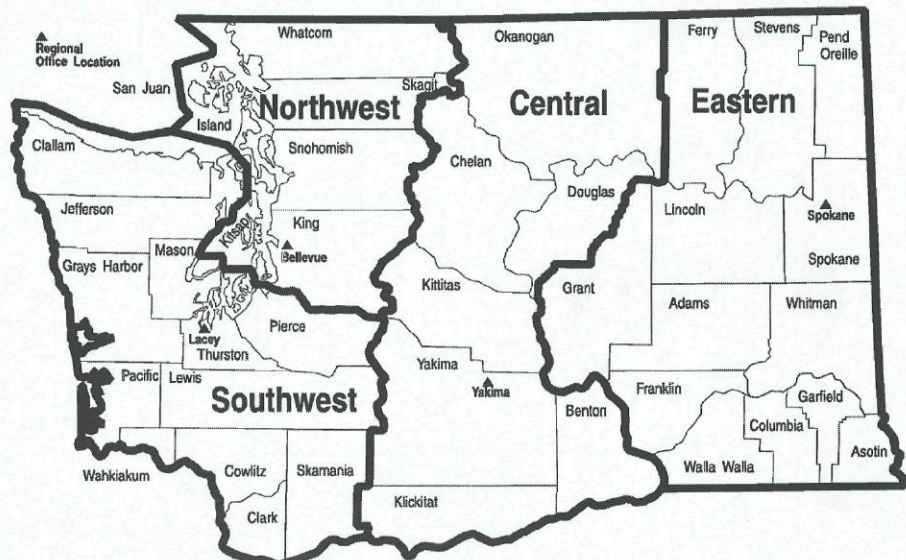 Regional
Office Location
San Juan
Whatcom
Skagit
Northwest
Island
Snohomish
King
Bellevue
Kitsap
Okanogan
Central
Chelan
Douglas
Kittitas
Yakima
Yakima
Benton
Klickitat
Ferry
Stevens
Pend
Oreille
Eastern
Lincoln
Spokane
Spokane
Grant
Adams
Whitman
Franklin
Garfield
Columbia
Walla Walla
Asotin
Clallam
Jefferson
Mason
Grays Harbor
Lacey
Thurston
Pierce
Pacific
Lewis
Southwest
Wahkiakum
Cowlitz
Skamania
Clark